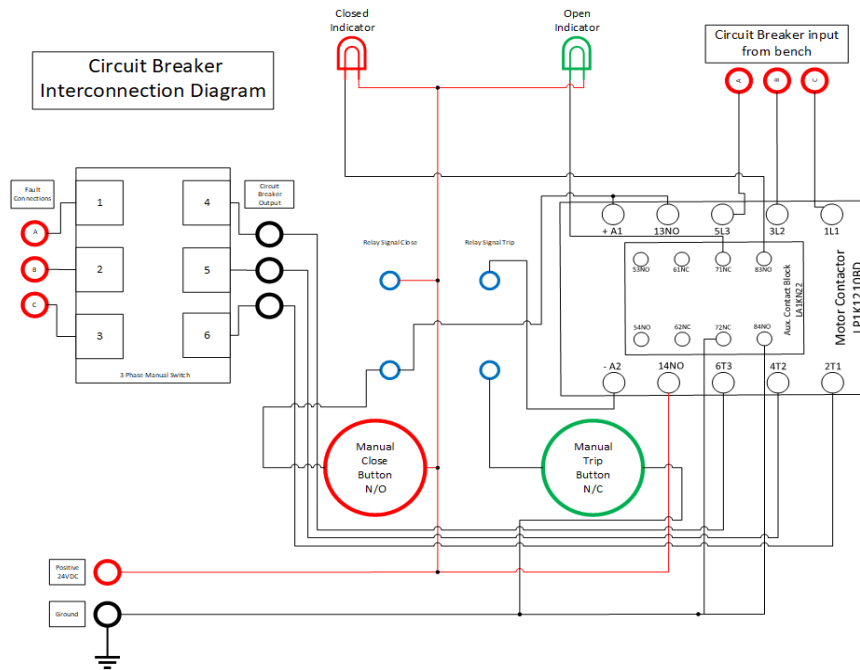 Closed
Indicator
Open
Indicator
Circuit Breaker input
from bench
A
B
C
Circuit Breaker
Interconnection Diagram
Fault
Connections
A
B
C
1
2
3
4
5
6
3 Phase Manual Switch
Circuit
Breaker
Output
Relay Signal Close
Relay Signal Trip
+ A1
13NO
5L3
3L2
1L1
53NO
61NC
71NC
83NO
54NO
62NC
72NC
84NO
Aux Contact Block
LA1KN22
Motor Contactor
LP1K1210BD
- A2
14NO
6T3
4T2
2T1
Manual
Close
Button
N/O
Manual
Trip
Button
N/C
Positive
24VDC
Ground